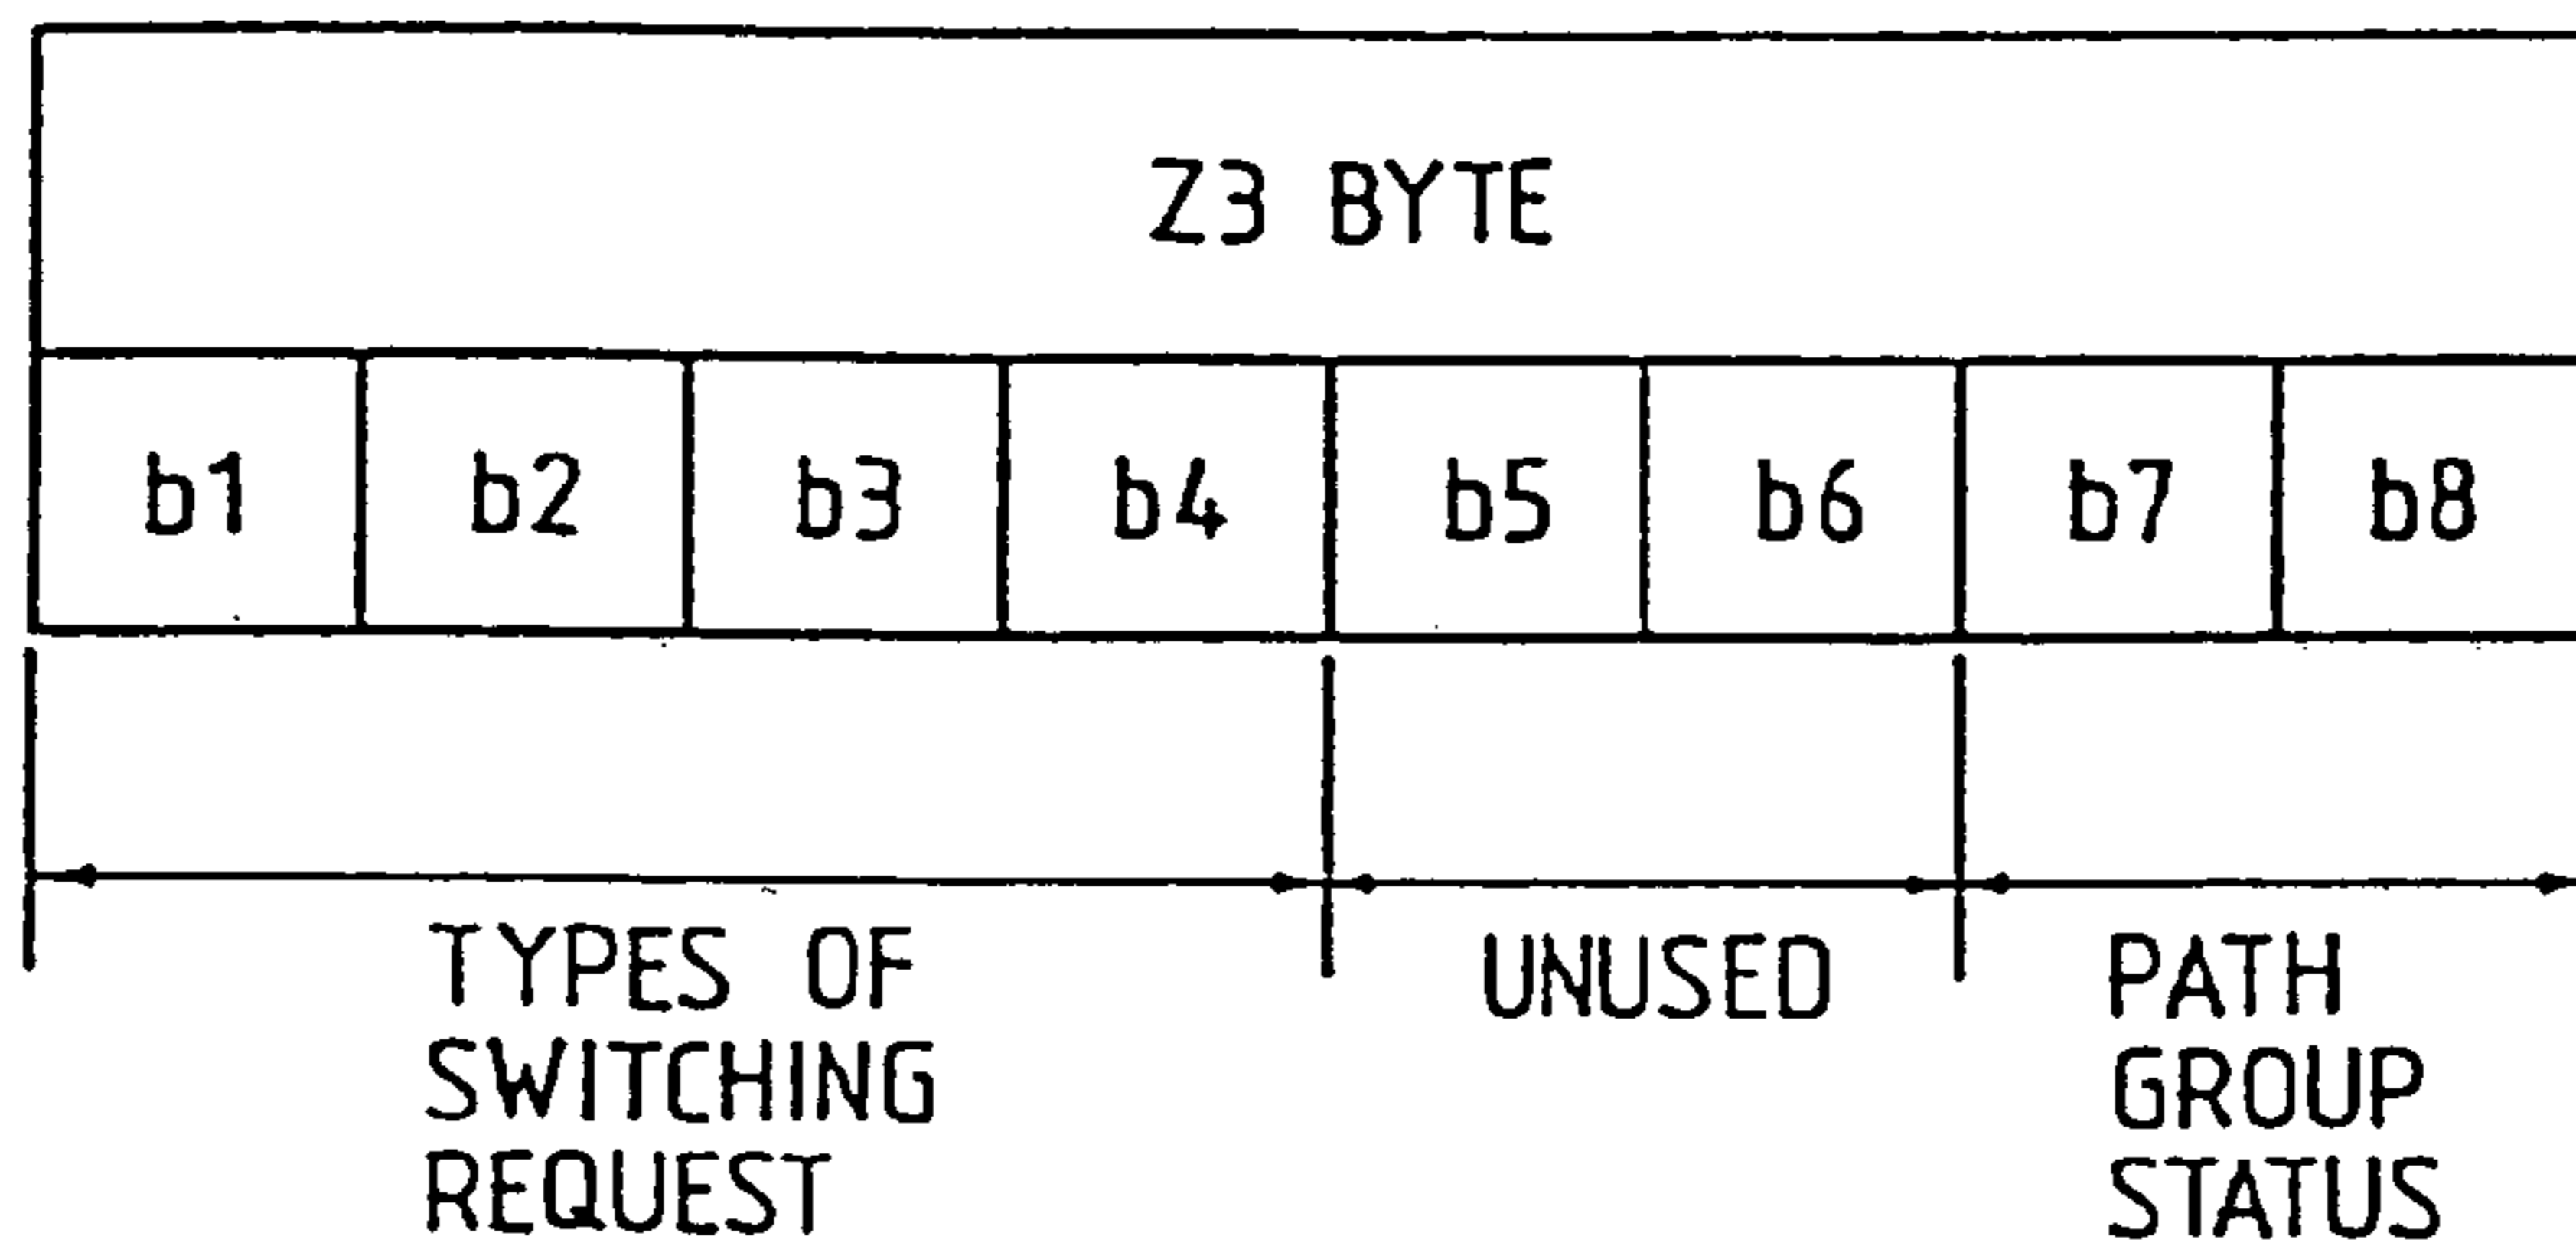 Z3 BYTE
b1 b2 b3 b4 b5 b6 b7 b8
TYPES OF
SWITCHING
REQUEST
UNUSED
PATH
GROUP
STATUS